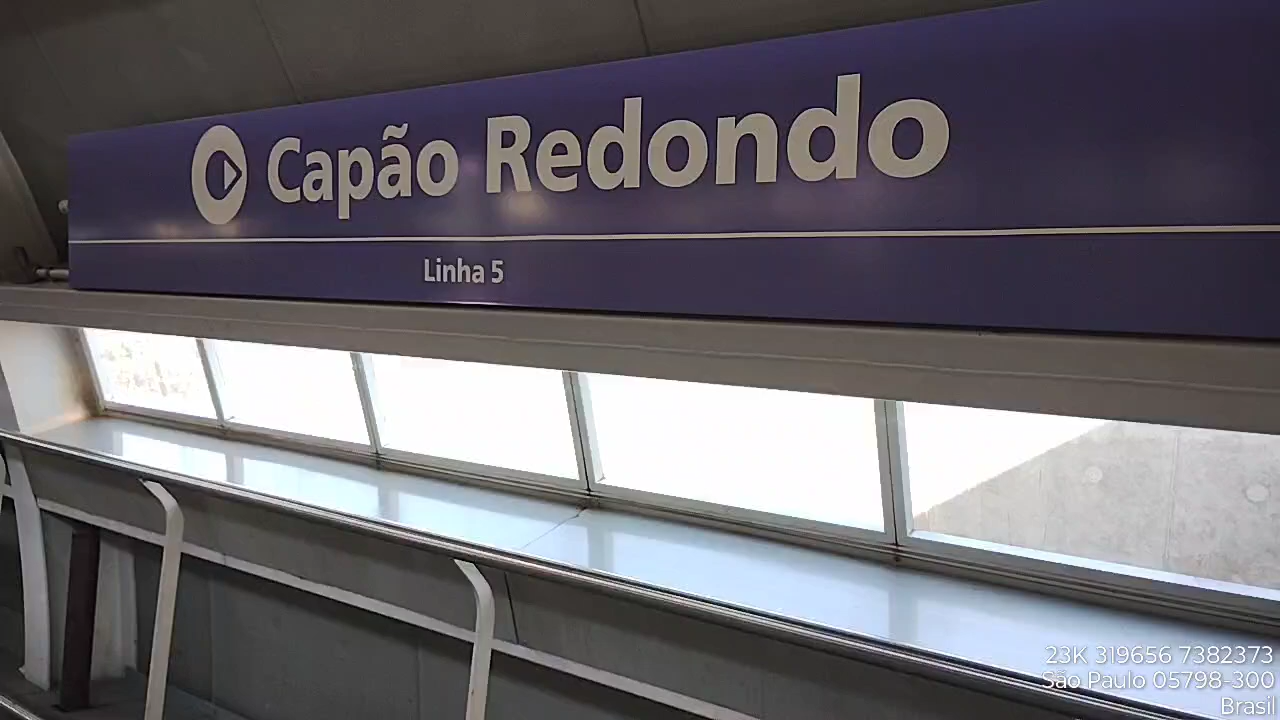 Capão Redondo
Linha 5
23K 319656 7382373
São Paulo 05798-300
Brasil